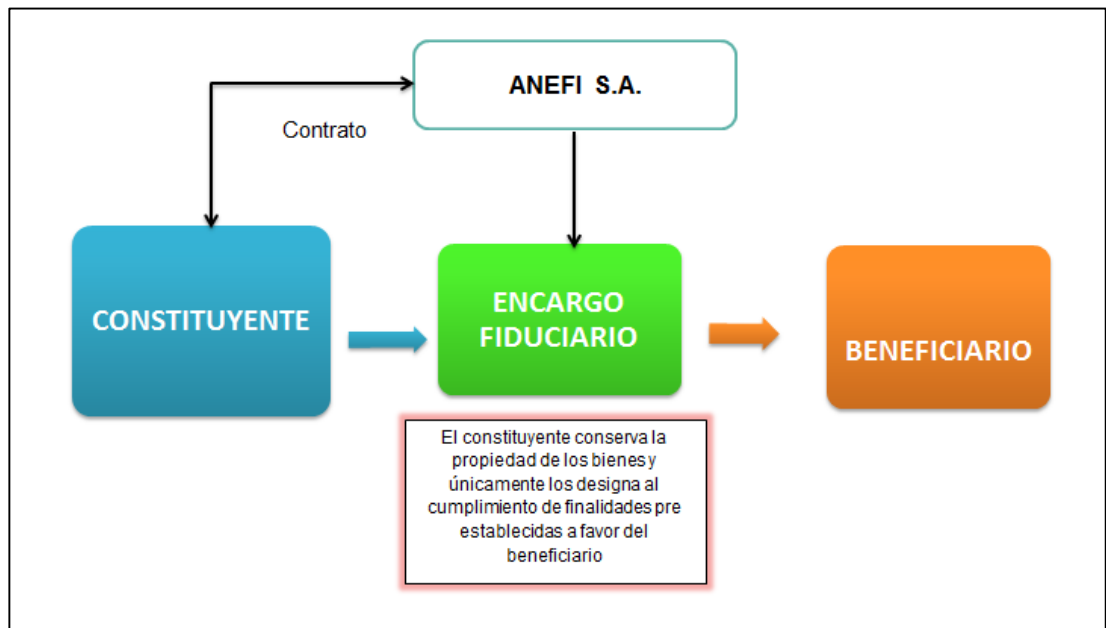 ANEFI S.A.
Contrato
CONSTITUYENTE
ENCARGO
FIDUCIARIO
BENEFICIARIO
El constituyente conserva la
propiedad de los bienes y
únicamente los designa al
cumplimiento de finalidades pre
establecidas a favor del
beneficiario